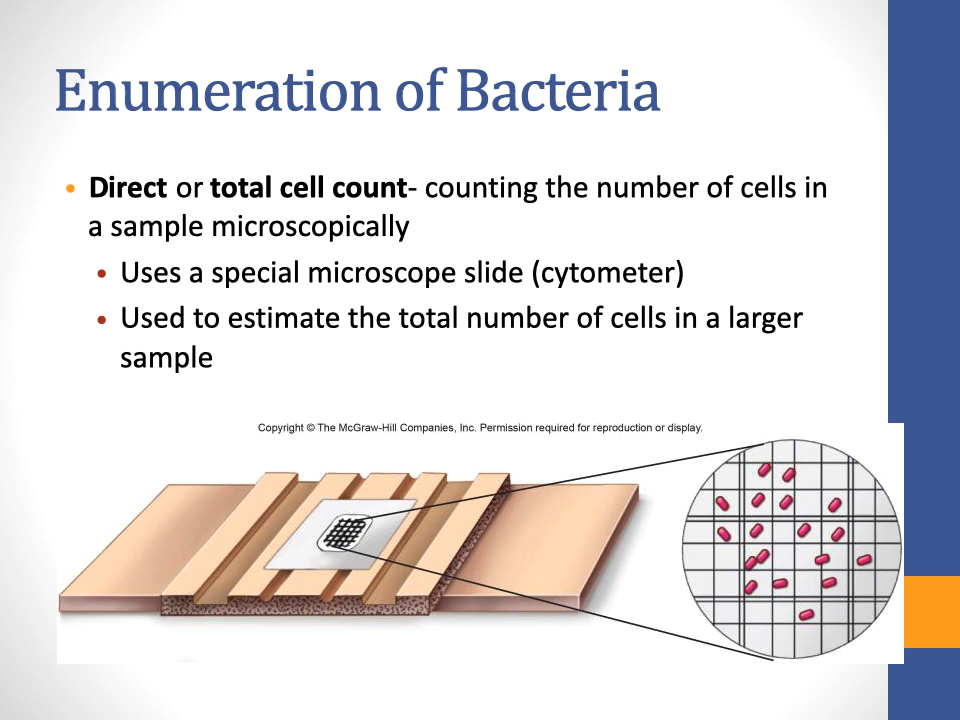 Enumeration of Bacteria
• Direct or total cell count- counting the number of cells in
a sample microscopically
• Uses a special microscope slide (cytometer)
• Used to estimate the total number of cells in a larger
sample
Copyright © The McGraw-Hill Companies, Inc. Permission required for reproduction or display.